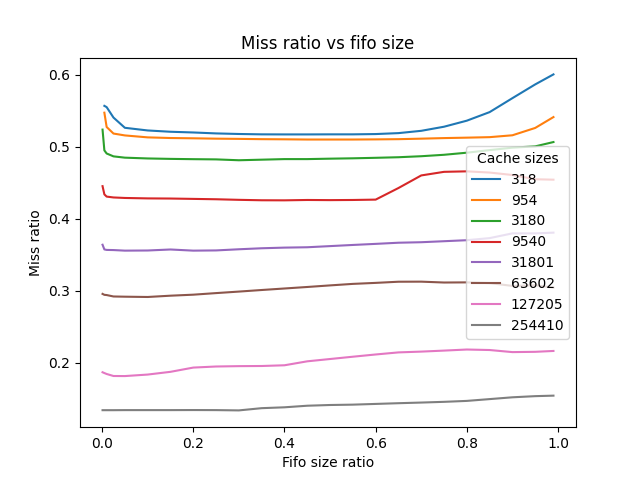 Miss ratio vs fifo size
Miss ratio
0.6
0.5
0.4
0.3
0.2
Cache sizes
318
954
3180
9540
31801
63602
127205
254410
0.0 0.2 0.4 0.6 0.8 1.0
Fifo size ratio